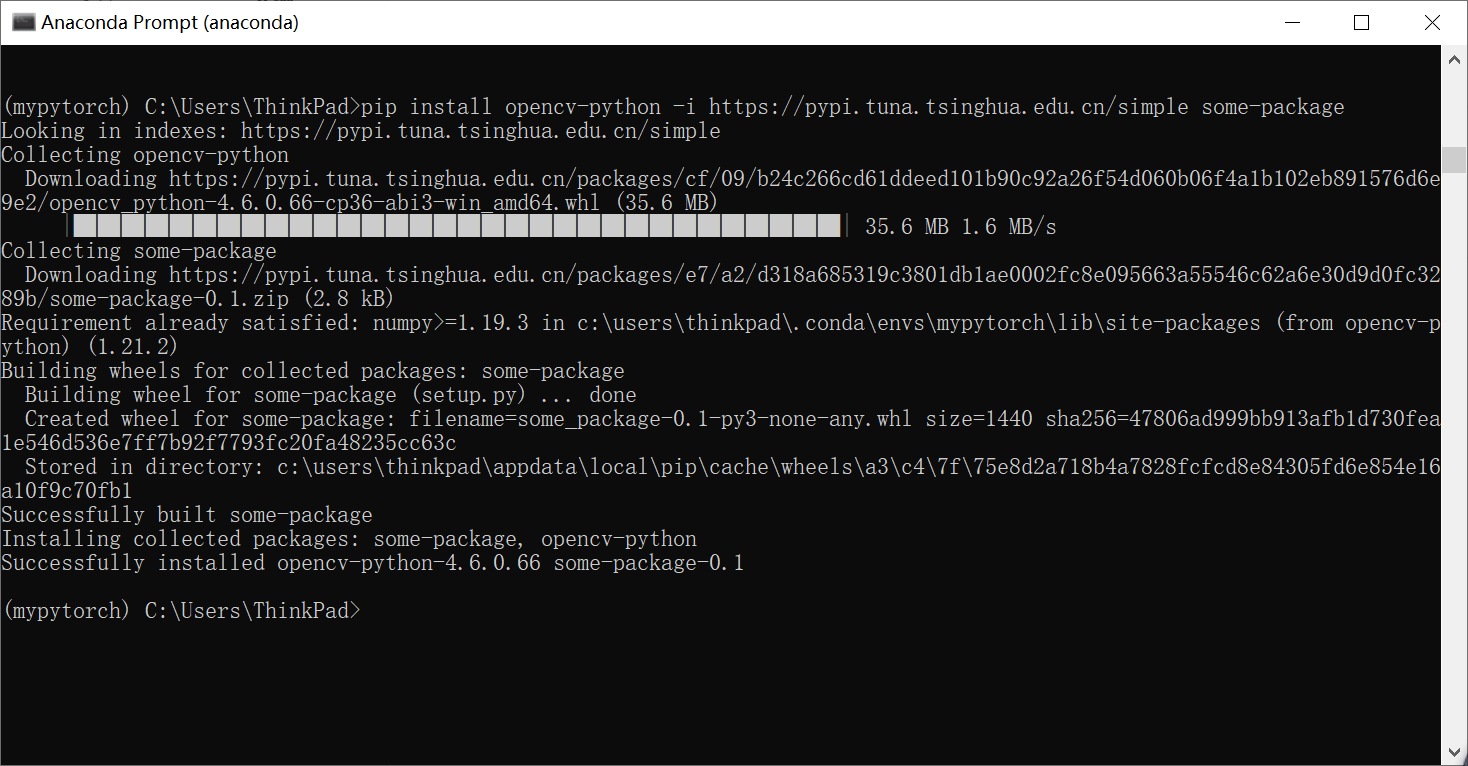 Anaconda Prompt (anaconda)
(mypytorch) C:\Users\ThinkPad>pip install opencv-python -i https://pypi.tuna.tsinghua.edu.cn/simple some-package
Looking in indexes: https://pypi.tuna.tsinghua.edu.cn/simple
Collecting opencv-python
  Downloading https://pypi.tuna.tsinghua.edu.cn/packages/cf/09/b24c266cd61ddeed101b90c92a26f54d060b06f4a1b102eb891576d6e
9e2/opencv_python-4.6.0.66-cp36-abi3-win_amd64.whl (35.6 MB)
35.6 MB 1.6 MB/s
Collecting some-package
  Downloading https://pypi.tuna.tsinghua.edu.cn/packages/e7/a2/d318a685319c3801db1ae0002fc8e095663a55546c62a6e30d9d0fc32
89b/some-package-0.1.zip (2.8 kB)
Requirement already satisfied: numpy>=1.19.3 in c:\users\thinkpad\.conda\envs\mypytorch\lib\site-packages (from opencv-p
ython) (1.21.2)
Building wheels for collected packages: some-package
  Building wheel for some-package (setup.py) ... done
  Created wheel for some-package: filename=some_package-0.1-py3-none-any.whl size=1440 sha256=47806ad999bb913afb1d730fea
1e546d536e7ff7b92f7793fc20fa48235cc63c
  Stored in directory: c:\users\thinkpad\appdata\local\pip\cache\wheels\a3\c4\7f\75e8d2a718b4a7828fcfcd8e84305fd6e854e16
a10f9c70fb1
Successfully built some-package
Installing collected packages: some-package, opencv-python
Successfully installed opencv-python-4.6.0.66 some-package-0.1
(mypytorch) C:\Users\ThinkPad>